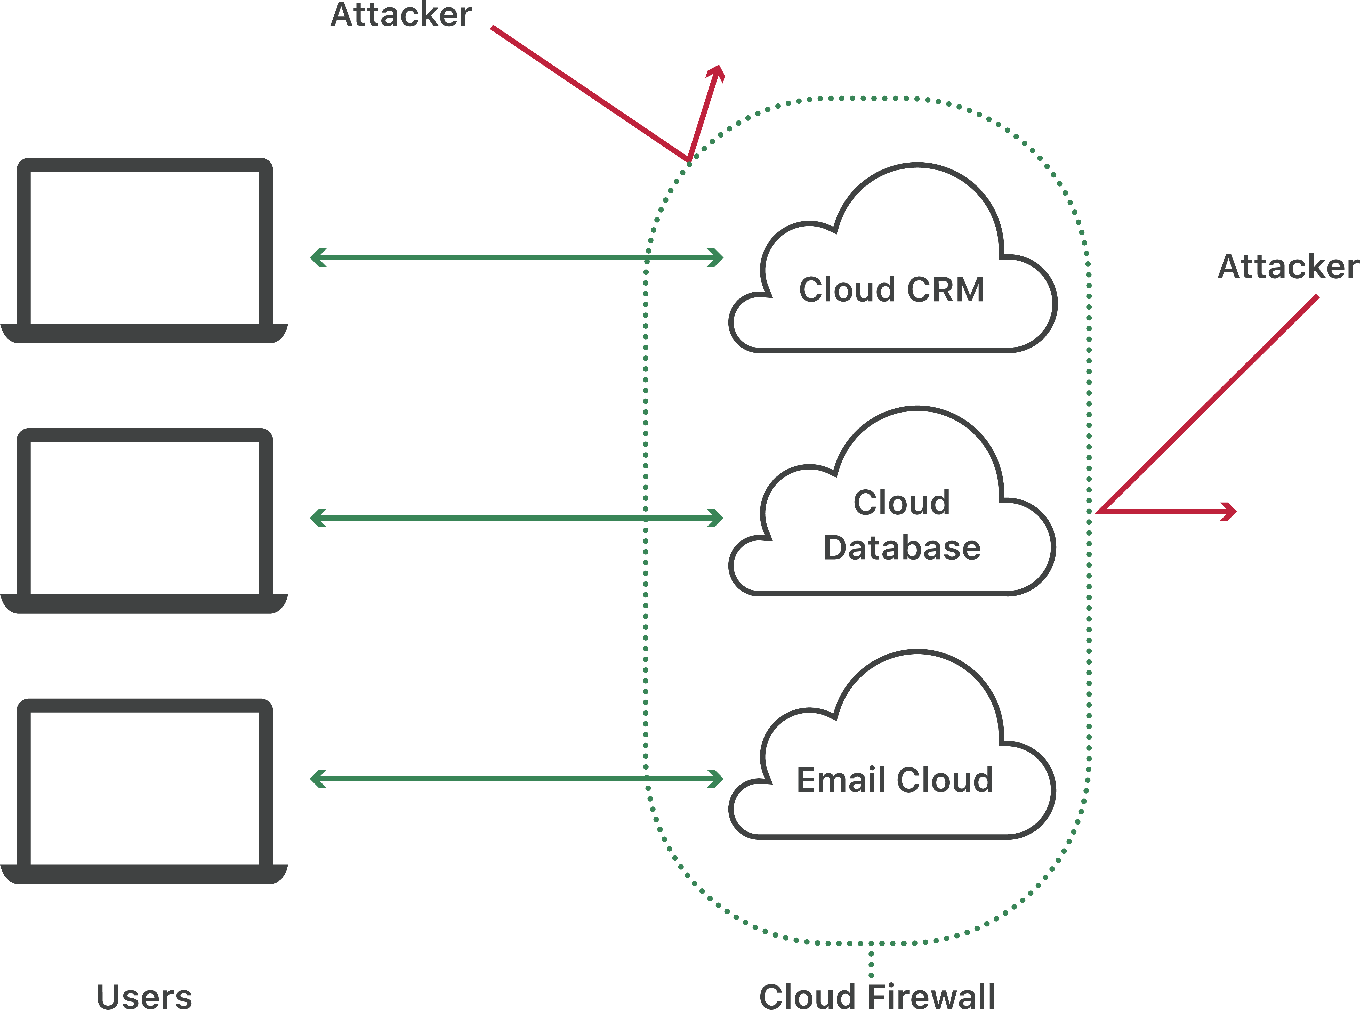 Attacker
Attacker
Cloud CRM
Cloud
Database
Email Cloud
Users
Cloud Firewall